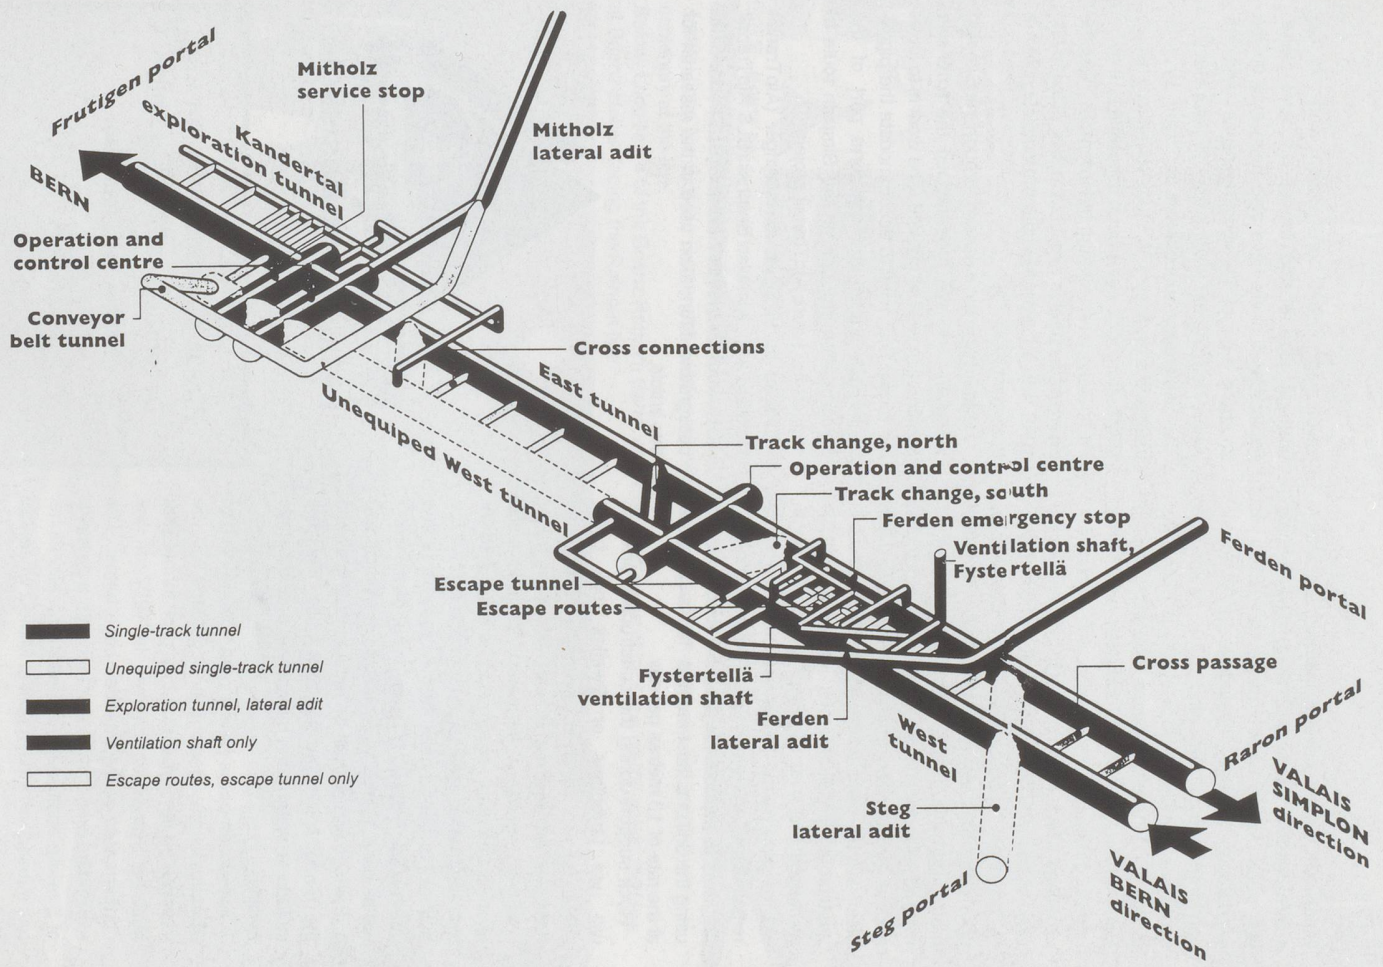 Frutigen portal
BERN
Kandertal
exploration tunnel
Mitholz
service stop
Mitholz
lateral adit
Operation and
control centre
Conveyor
belt tunnel
Cross connections
East tunnel
Unequiped West tunnel
Track change, north
Operation and control centre
Track change, south
Ferden emergency stop
Ventilation shaft,
Fystertellä
Ferden portal
Escape tunnel
Escape routes
Fystertellä
ventilation shaft
Ferden
lateral adit
West
tunnel
Cross passage
Raron portal
VALAIS
SIMPLON
direction
Steg
lateral adit
VALAIS
BERN
direction
Steg portal
Single-track tunnel
Unequiped single-track tunnel
Exploration tunnel, lateral adit
Ventilation shaft only
Escape routes, escape tunnel only